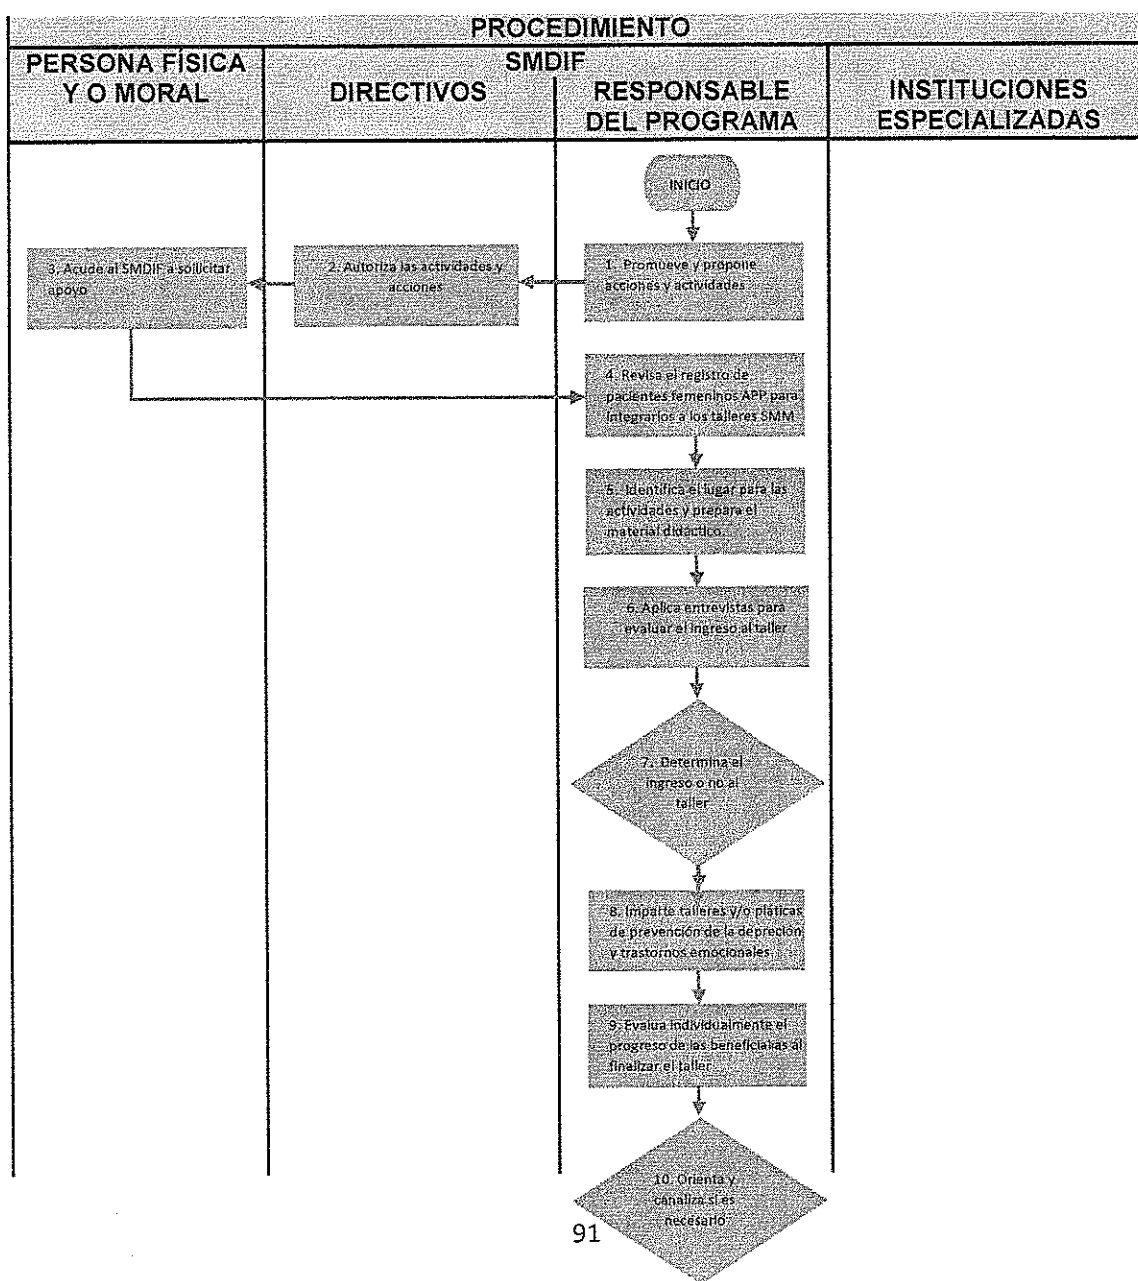 PROCEDIMIENTO
PERSONA FÍSICA
Y O MORAL
SMDIF
DIRECTIVOS
RESPONSABLE
DEL PROGRAMA
INSTITUCIONES
ESPECIALIZADAS
INICIO
1. Promueve y propone
acciones y actividades
2. Autoriza las actividades y
acciones
3. Acude al SMDIF a sollicitar
apoyo
4. Revisa el registro de
pacientes femeninos APP para
integrarlos a los talleres SMM
5. Identifica el lugar para las
actividades y prepara el
material didáctico.
6. Aplica entrevistas para
evaluar el ingreso al taller
7. Determina el
ingreso o no al
taller
8. Imparte talleres y/o pláticas
de prevención de la depreción
y trastornos emocionales
9. Evalua individualmente el
progreso de las beneficiarias al
finalizar el taller
10. Orienta y
canaliza si es
necesario
91